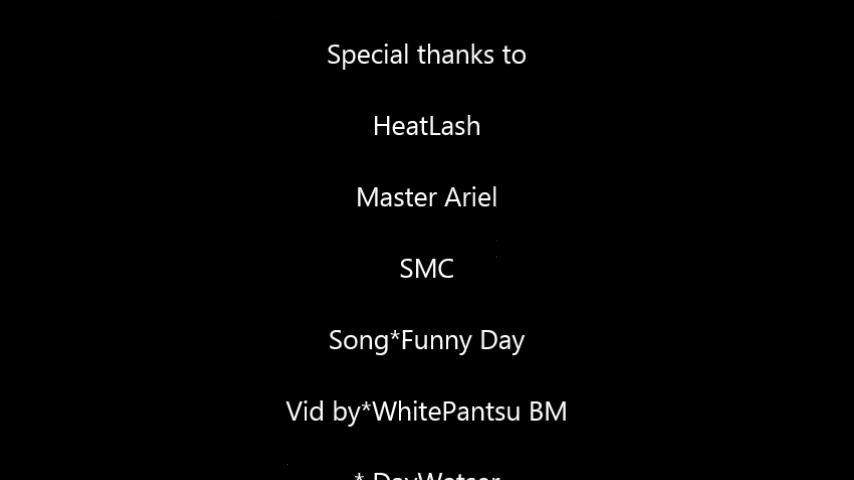 Special thanks to
HeatLash
Master Ariel
SMC
Song*Funny Day
Vid by*WhitePantsu BM